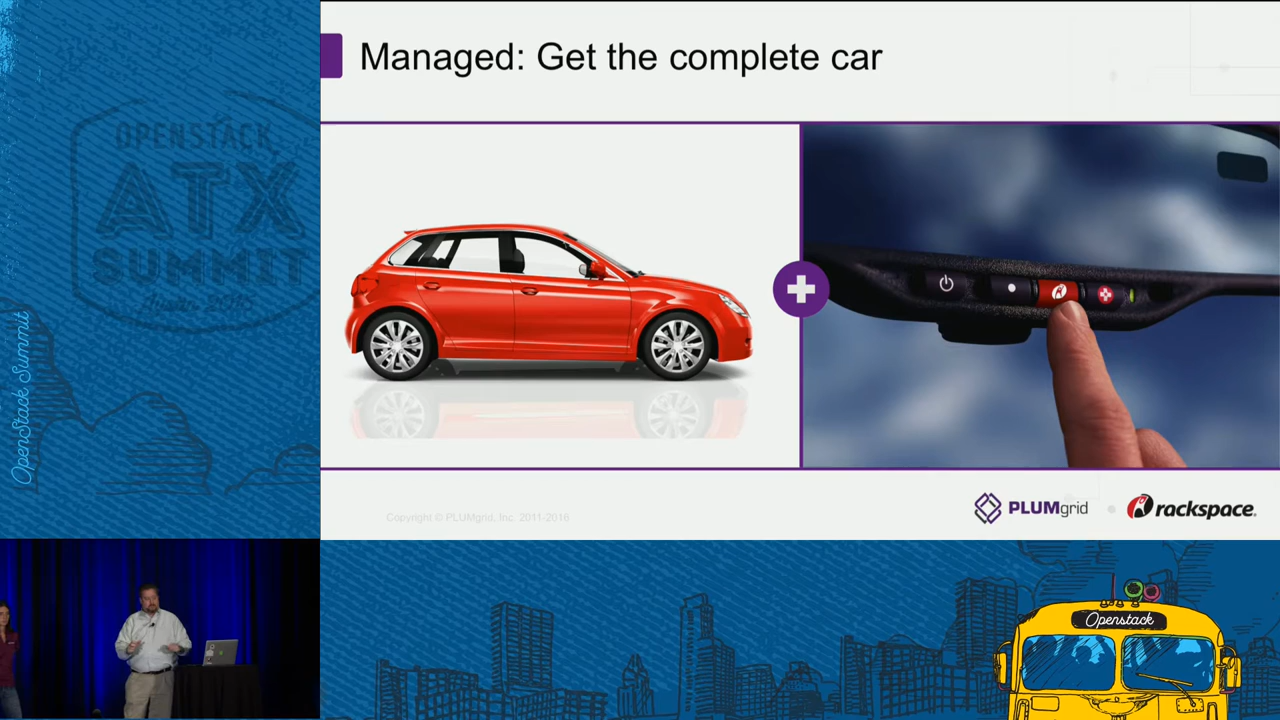 Managed: Get the complete car
OPENSTACK
ATX
SUMMIT
OpenStack Summit
Copyright © PLUMgrid, Inc. 2011-2016
PLUMgrid
rackspace.
Openstack